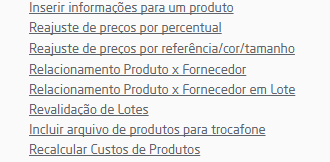 Inserir informações para um produto
Reajuste de preços por percentual
Reajuste de preços por referência/cor/tamanho
Relacionamento Produto x Fornecedor
Relacionamento Produto x Fornecedor em Lote
Revalidação de Lotes
Incluir arquivo de produtos para trocafone
Recalcular Custos de Produtos